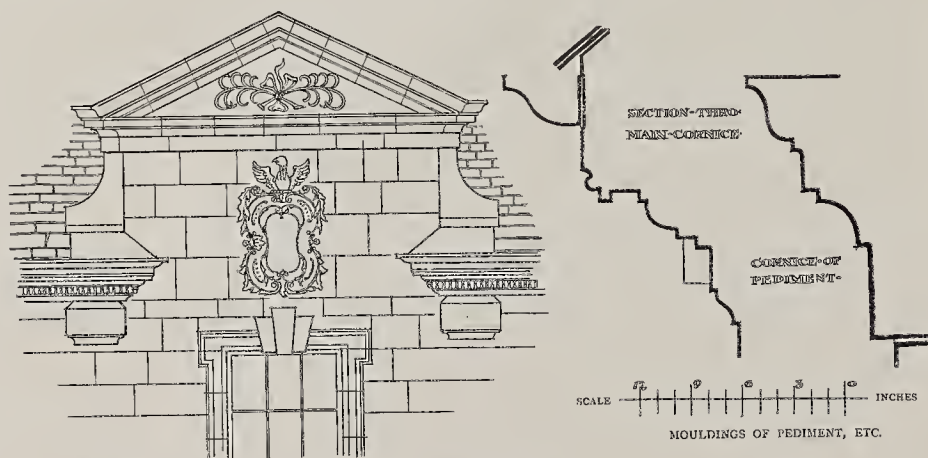 SECTION·THRO·
MAIN·CORNICE·
CORNICE·OF
PEDIMENT·
12 9 6 3 0
SCALE INCHES
MOULDINGS OF PEDIMENT, ETC.